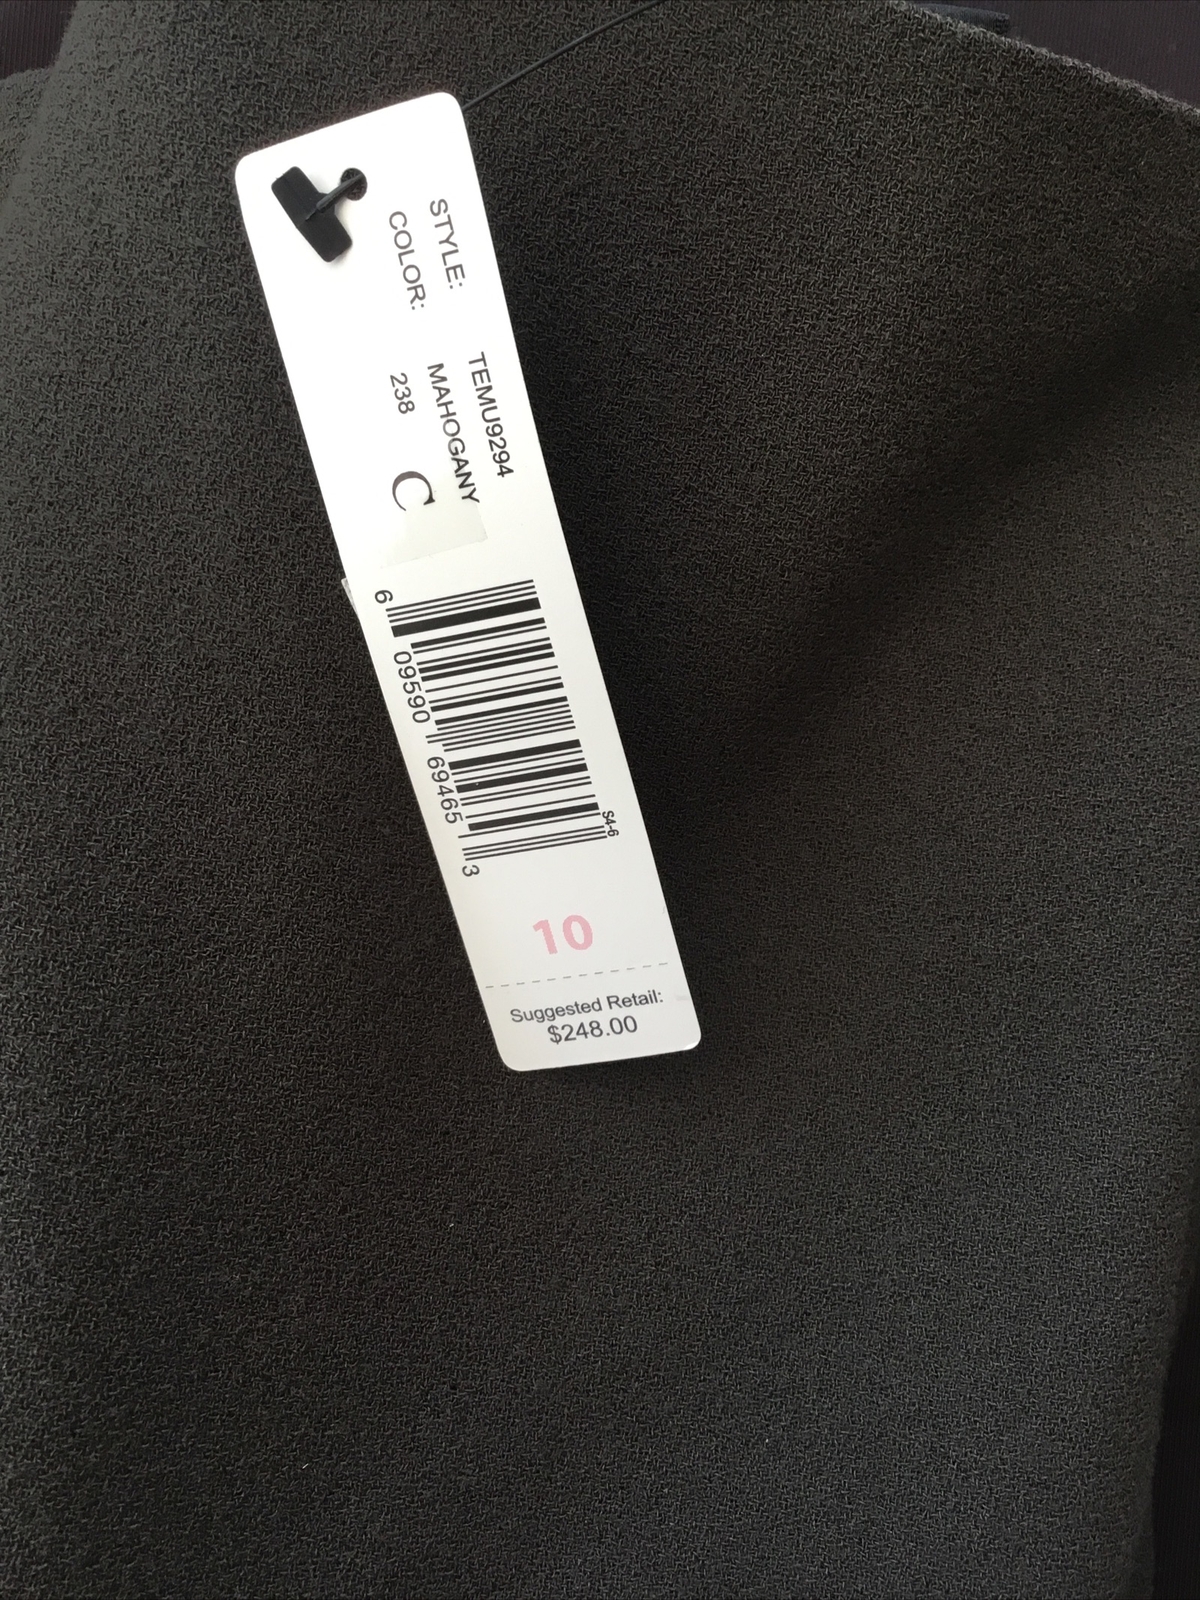 STYLE: TEMU9294
COLOR: MAHOGANY
238
C
6 09590 69465 3
S4-6
10
Suggested Retail:
$248.00